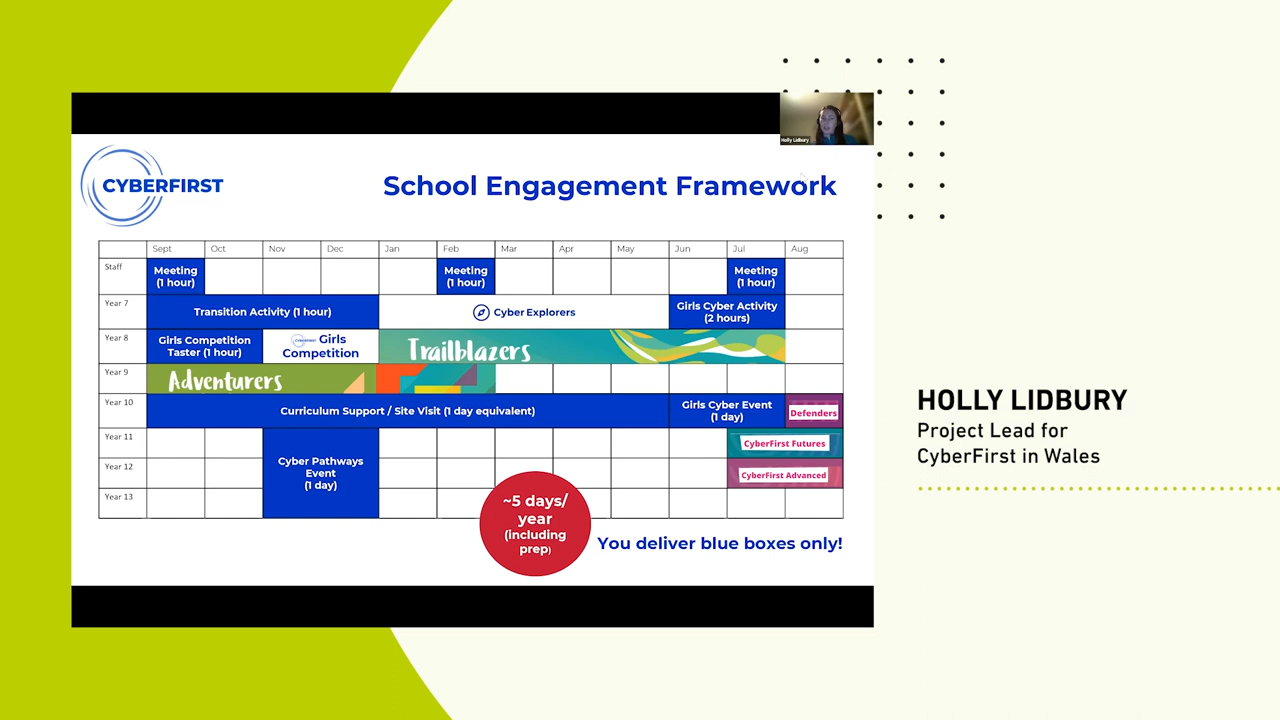 Holly Lidbury
CYBERFIRST
School Engagement Framework
Sept Oct Nov Dec Jan Feb Mar Apr May Jun Jul Aug
Staff
Meeting
(1 hour)
Meeting
(1 hour)
Meeting
(1 hour)
Year 7
Transition Activity (1 hour)
Cyber Explorers
Girls Cyber Activity
(2 hours)
Year 8
Girls Competition
Taster (1 hour)
CYBERFIRST Girls
Competition
Trailblazers
Year 9
Adventurers
Year 10
Curriculum Support / Site Visit (1 day equivalent)
Girls Cyber Event
(1 day)
Defenders
Year 11
Cyber Pathways
Event
(1 day)
CyberFirst Futures
Year 12
CyberFirst Advanced
Year 13
~5 days/
year
(including
prep)
You deliver blue boxes only!
HOLLY LIDBURY
Project Lead for
CyberFirst in Wales